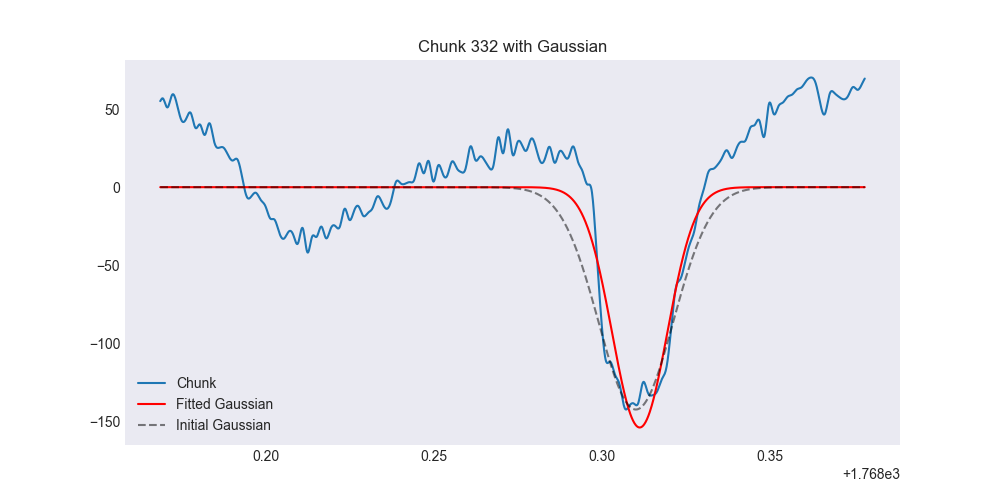 Chunk 332 with Gaussian
50
0
−50
−100
−150
Chunk
Fitted Gaussian
Initial Gaussian
0.20 0.25 0.30 0.35
+1.768e3